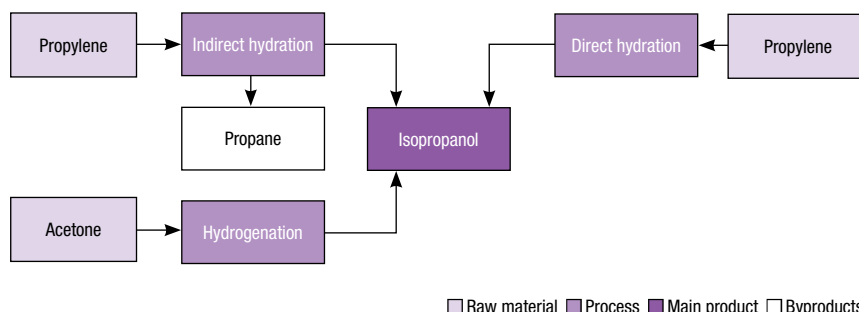 Propylene
Indirect hydration
Direct hydration
Propylene
Propane
Isopropanol
Acetone
Hydrogenation
Raw material Process Main product Byproducts